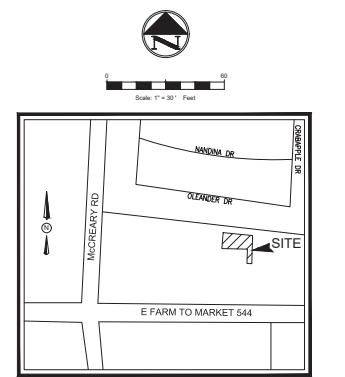 N
0 60
Scale: 1" = 30 ' Feet
NANDINA DR
CRABAPPLE DR
OLEANDER DR
McCREARY RD
N
SITE
E FARM TO MARKET 544